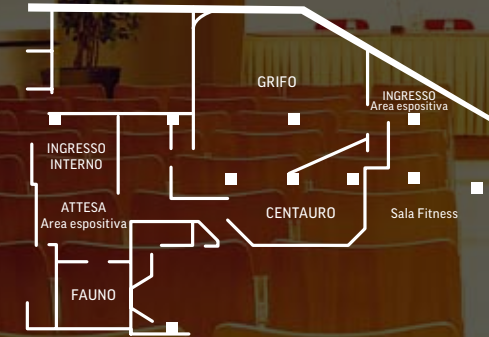 GRIFO
INGRESSO
Area espositiva
INGRESSO
INTERNO
ATTESA
Area espositiva
CENTAURO
Sala Fitness
FAUNO